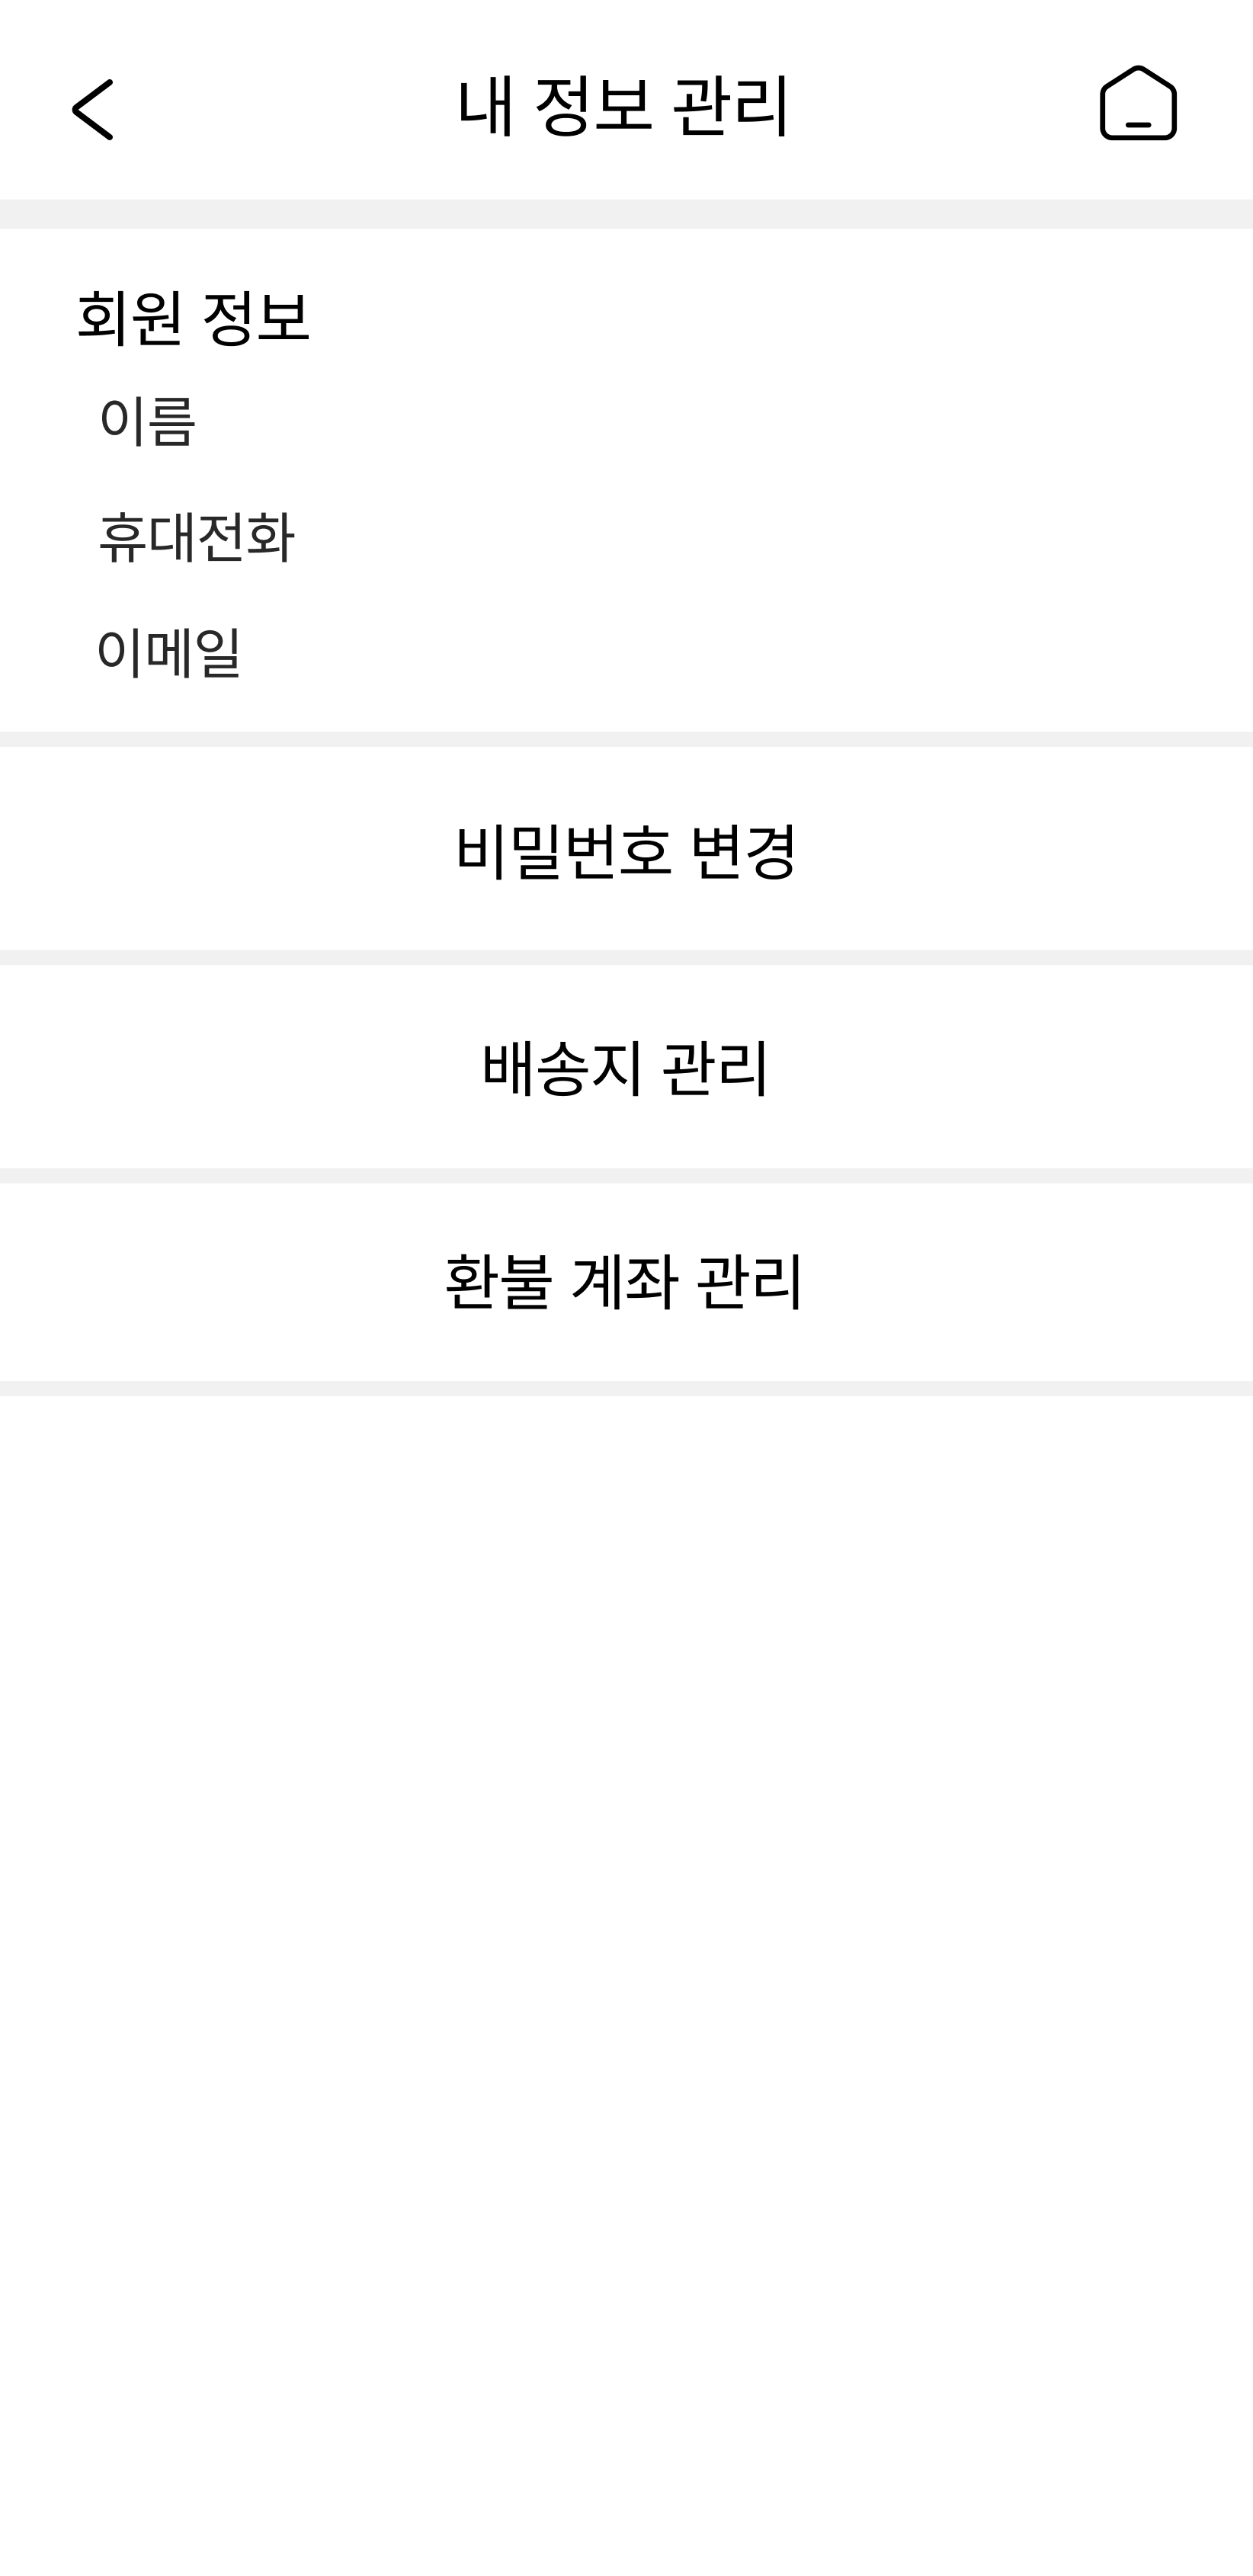 내 정보 관리
회원 정보
이름
휴대전화
이메일
비밀번호 변경
배송지 관리
환불 계좌 관리